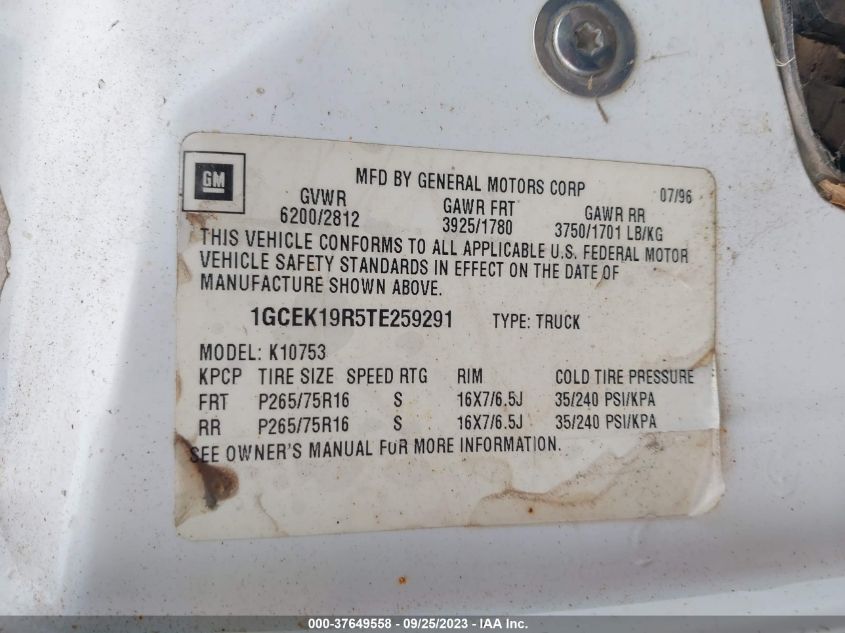 GM
MFD BY GENERAL MOTORS CORP 07/96
GVWR GAWR FRT GAWR RR
6200/2812 3925/1780 3750/1701 LB/KG
THIS VEHICLE CONFORMS TO ALL APPLICABLE U.S. FEDERAL MOTOR
VEHICLE SAFETY STANDARDS IN EFFECT ON THE DATE OF
MANUFACTURE SHOWN ABOVE.
1GCEK19R5TE259291 TYPE: TRUCK
MODEL: K10753
KPCP TIRE SIZE SPEED RTG RIM COLD TIRE PRESSURE
FRT P265/75R16 S 16X7/6.5J 35/240 PSI/KPA
RR P265/75R16 S 16X7/6.5J 35/240 PSI/KPA
SEE OWNER'S MANUAL FOR MORE INFORMATION.
000-37649558 - 09/25/2023 - IAA Inc.